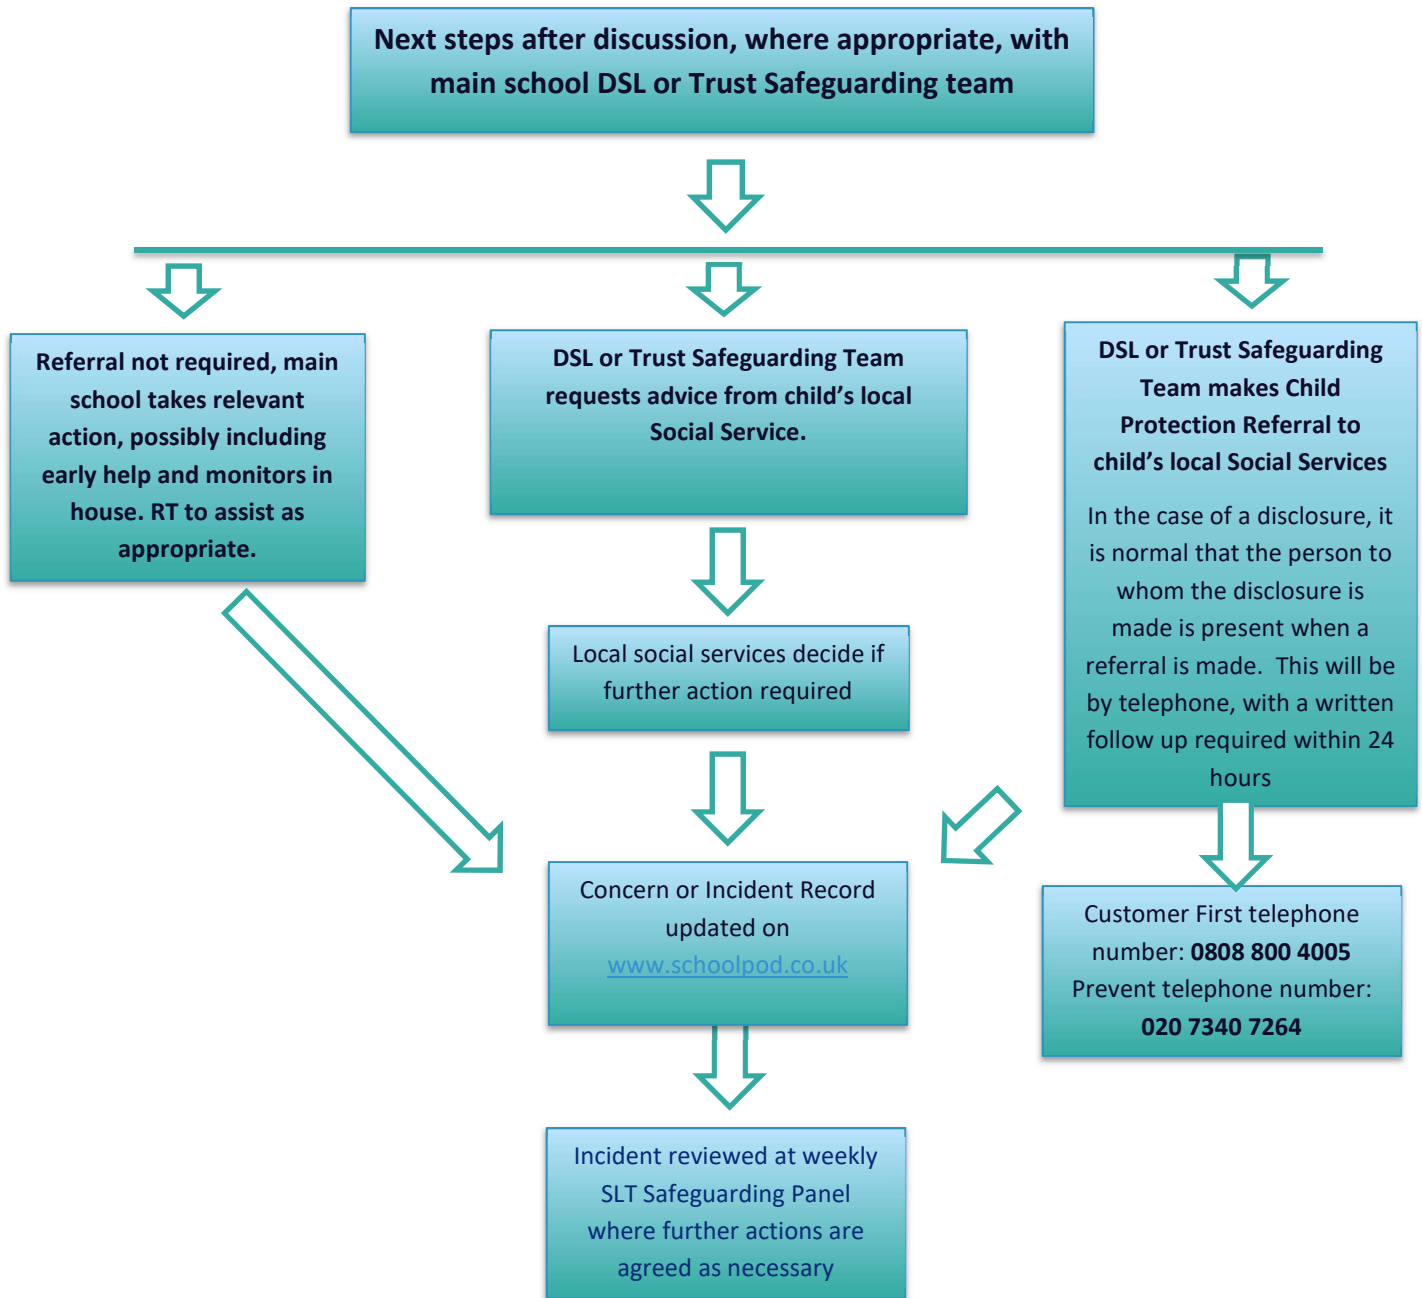 Next steps after discussion, where appropriate, with
main school DSL or Trust Safeguarding team
Referral not required, main
school takes relevant
action, possibly including
early help and monitors in
house. RT to assist as
appropriate.
DSL or Trust Safeguarding Team
requests advice from child’s local
Social Service.
DSL or Trust Safeguarding
Team makes Child
Protection Referral to
child’s local Social Services
In the case of a disclosure, it
is normal that the person to
whom the disclosure is
made is present when a
referral is made.  This will be
by telephone, with a written
follow up required within 24
hours
Local social services decide if
further action required
Concern or Incident Record
updated on
www.schoolpod.co.uk
Customer First telephone
number: 0808 800 4005
Prevent telephone number:
020 7340 7264
Incident reviewed at weekly
SLT Safeguarding Panel
where further actions are
agreed as necessary